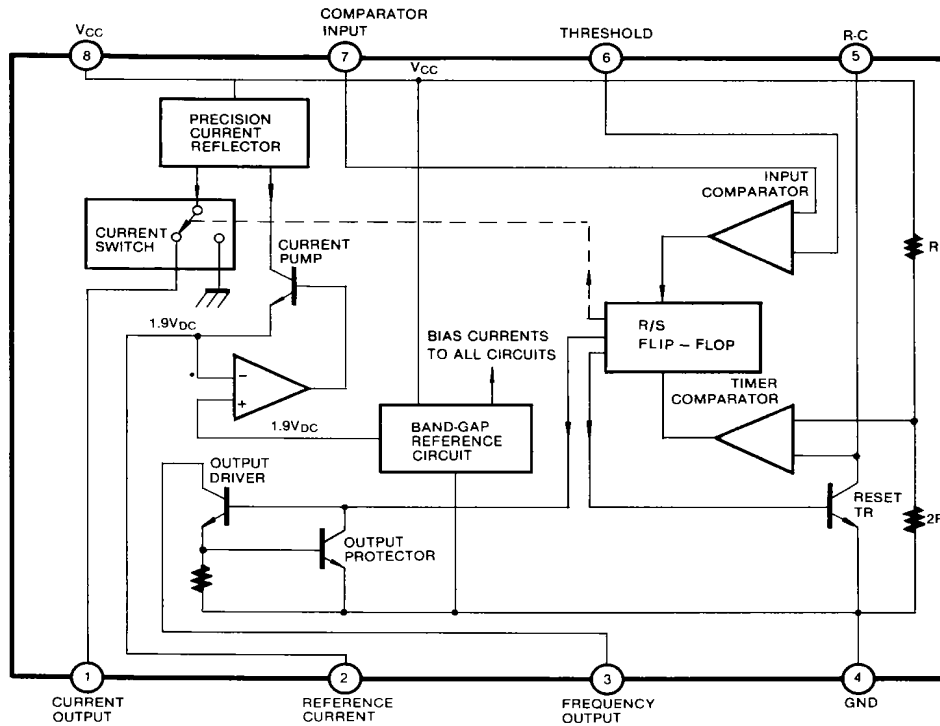 VCC
8
COMPARATOR
INPUT
7
THRESHOLD
6
R-C
5
VCC
PRECISION
CURRENT
REFLECTOR
INPUT
COMPARATOR
CURRENT
SWITCH
CURRENT
PUMP
R
1.9VDC
BIAS CURRENTS
TO ALL CIRCUITS
R/S
FLIP – FLOP
TIMER
COMPARATOR
−
+
1.9VDC
BAND-GAP
REFERENCE
CIRCUIT
OUTPUT
DRIVER
RESET
TR
2R
OUTPUT
PROTECTOR
1
CURRENT
OUTPUT
2
REFERENCE
CURRENT
3
FREQUENCY
OUTPUT
4
GND